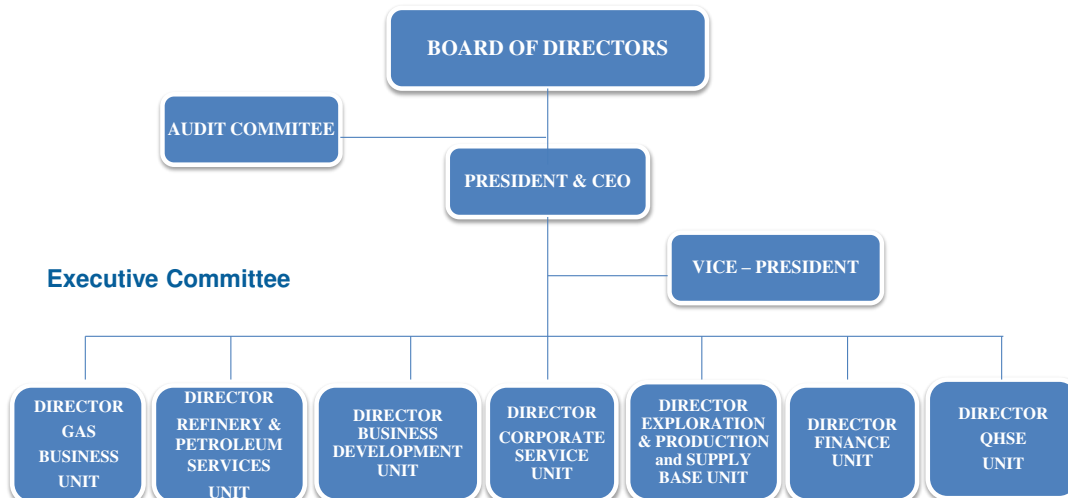 BOARD OF DIRECTORS
AUDIT COMMITEE
PRESIDENT & CEO
VICE – PRESIDENT
Executive Committee
DIRECTOR
GAS
BUSINESS
UNIT
DIRECTOR
REFINERY &
PETROLEUM
SERVICES
UNIT
DIRECTOR
BUSINESS
DEVELOPMENT
UNIT
DIRECTOR
CORPORATE
SERVICE
UNIT
DIRECTOR
EXPLORATION
& PRODUCTION
and SUPPLY
BASE UNIT
DIRECTOR
FINANCE
UNIT
DIRECTOR
QHSE
UNIT